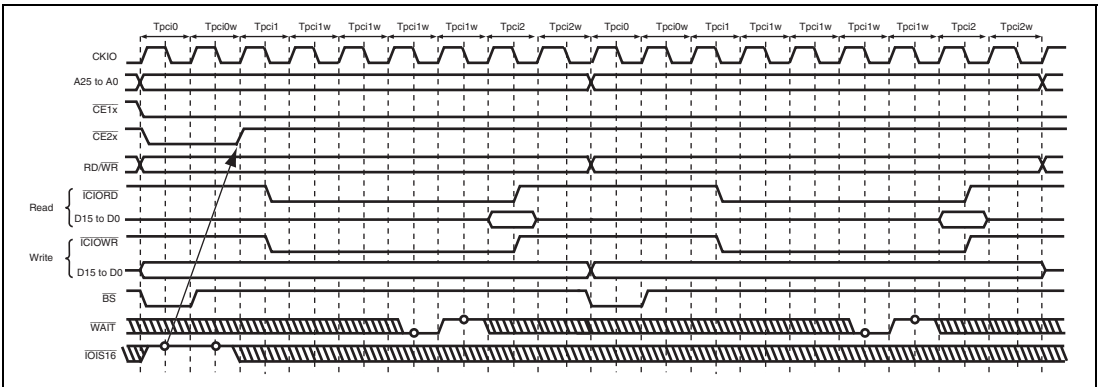 Tpci0 Tpci0w Tpci1 Tpci1w Tpci1w Tpci1w Tpci1w Tpci2 Tpci2w Tpci0 Tpci0w Tpci1 Tpci1w Tpci1w Tpci1w Tpci1w Tpci2 Tpci2w
CKIO
A25 to A0
CE1x
CE2x
RD/WR
ICIORD
Read
D15 to D0
ICIOWR
Write
D15 to D0
BS
WAIT
IOIS16